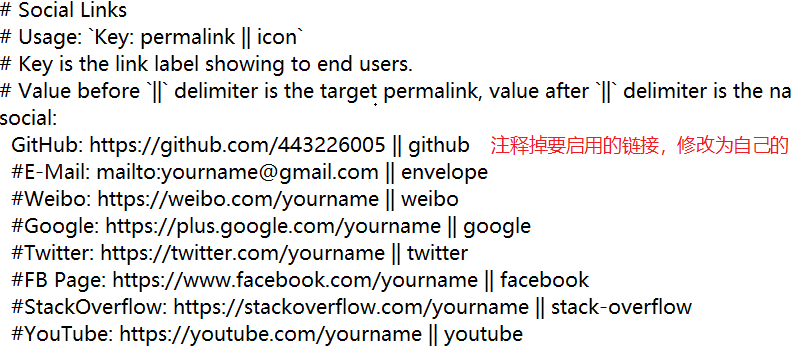 # Social Links
# Usage: `Key: permalink || icon`
# Key is the link label showing to end users.
# Value before `||` delimiter is the target permalink, value after `||` delimiter is the na
social:
GitHub: https://github.com/443226005 || github 注释掉要启用的链接，修改为自己的
#E-Mail: mailto:yourname@gmail.com || envelope
#Weibo: https://weibo.com/yourname || weibo
#Google: https://plus.google.com/yourname || google
#Twitter: https://twitter.com/yourname || twitter
#FB Page: https://www.facebook.com/yourname || facebook
#StackOverflow: https://stackoverflow.com/yourname || stack-overflow
#YouTube: https://youtube.com/yourname || youtube